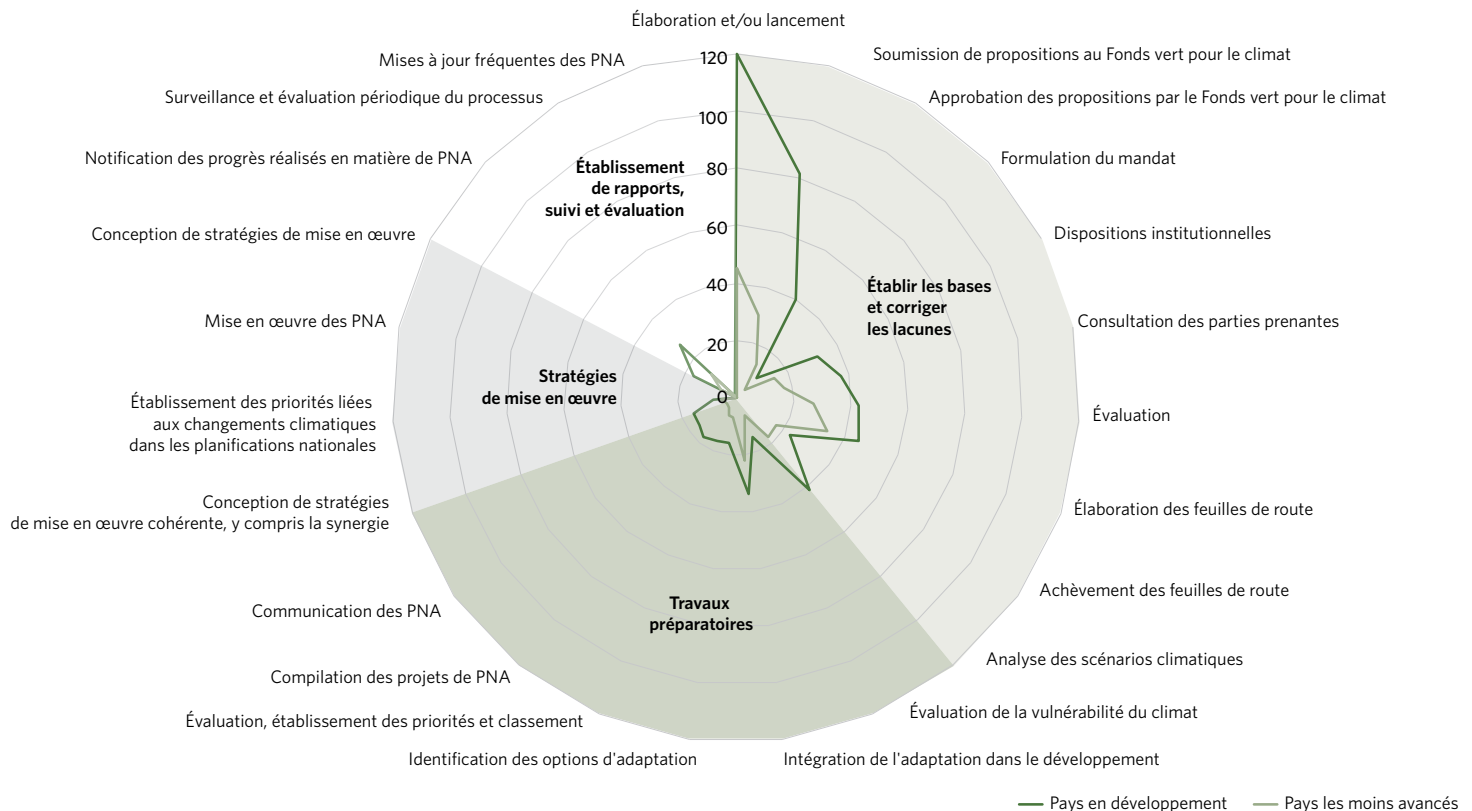 Élaboration et/ou lancement
Soumission de propositions au Fonds vert pour le climat
Approbation des propositions par le Fonds vert pour le climat
Formulation du mandat
Dispositions institutionnelles
Consultation des parties prenantes
Évaluation
Élaboration des feuilles de route
Achèvement des feuilles de route
Analyse des scénarios climatiques
Évaluation de la vulnérabilité du climat
Intégration de l'adaptation dans le développement
Identification des options d'adaptation
Évaluation, établissement des priorités et classement
Compilation des projets de PNA
Communication des PNA
Conception de stratégies
de mise en œuvre cohérente, y compris la synergie
Établissement des priorités liées
aux changements climatiques
dans les planifications nationales
Mise en œuvre des PNA
Conception de stratégies de mise en œuvre
Notification des progrès réalisés en matière de PNA
Surveillance et évaluation périodique du processus
Mises à jour fréquentes des PNA
120
100
80
60
40
20
0
Établissement
de rapports,
suivi et évaluation
Établir les bases
et corriger
les lacunes
Stratégies
de mise en œuvre
Travaux
préparatoires
Pays en développement
Pays les moins avancés